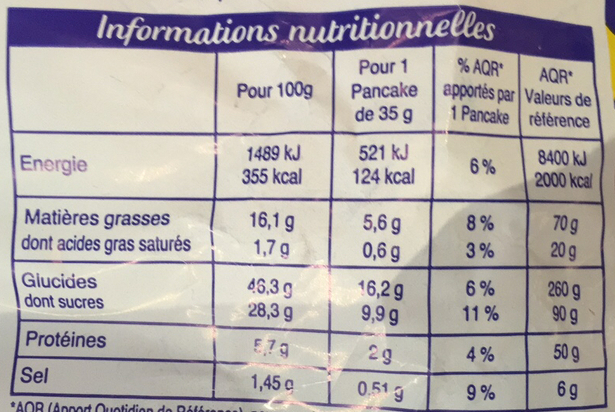 Informations nutritionnelles
Pour 100g
Pour 1 Pancake de 35 g
% AQR* apportés par 1 Pancake
AQR* Valeurs de référence
Energie 1489 kJ 521 kJ 6 % 8400 kJ
355 kcal 124 kcal 2000 kcal
Matières grasses 16,1 g 5,6 g 8 % 70 g
dont acides gras saturés 1,7 g 0,6 g 3 % 20 g
Glucides 46,3 g 16,2 g 6 % 260 g
dont sucres 28,3 g 9,9 g 11 % 90 g
Protéines 5,7 g 2 g 4 % 50 g
Sel 1,45 g 0,51 g 9 % 6 g
*AQR (Apport Quotidien de Référence)